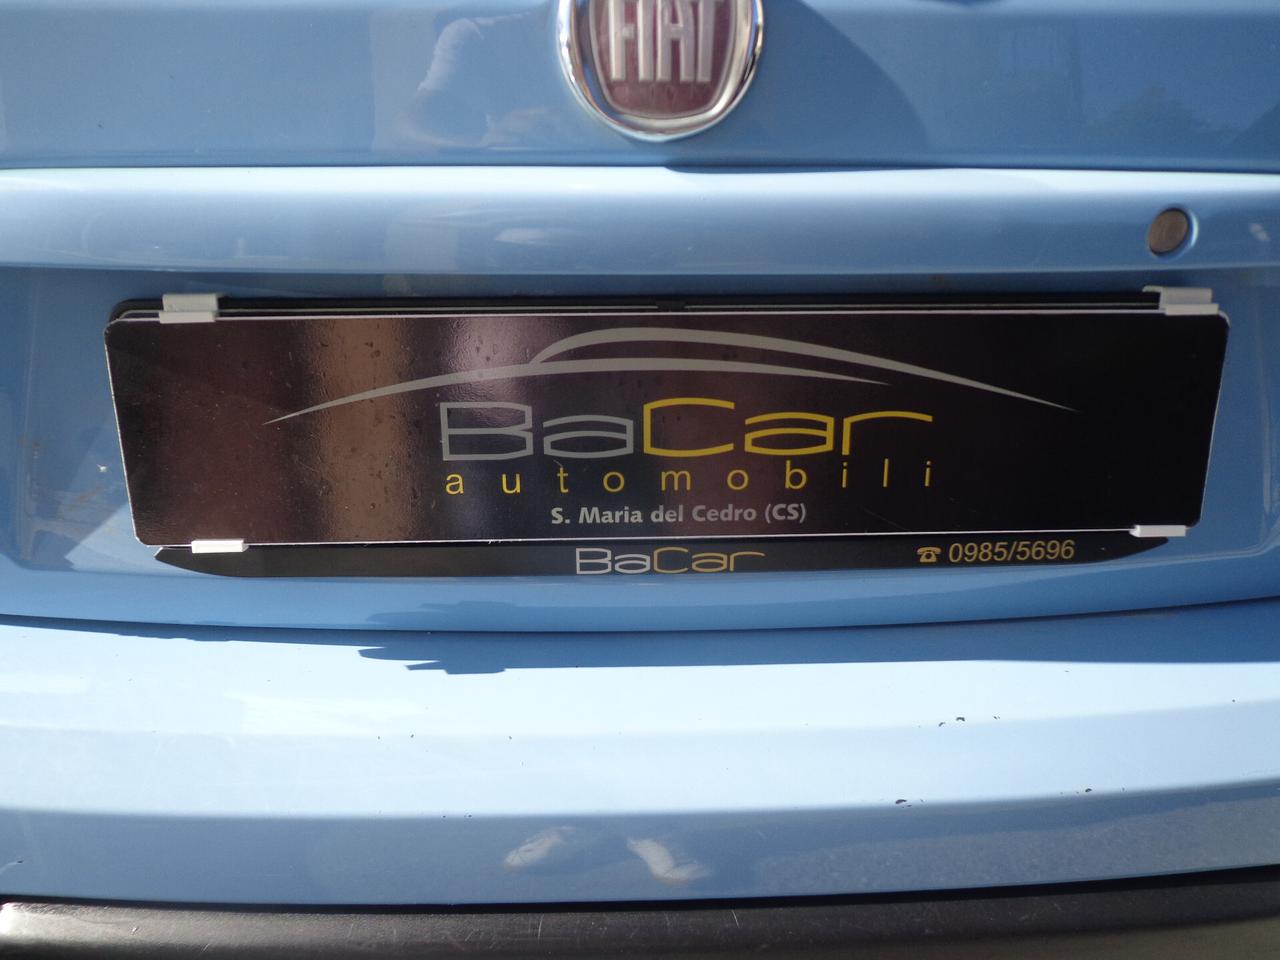 FIAT
BaCar
automobili
S. Maria del Cedro (CS)
BaCar ☎ 0985/5696